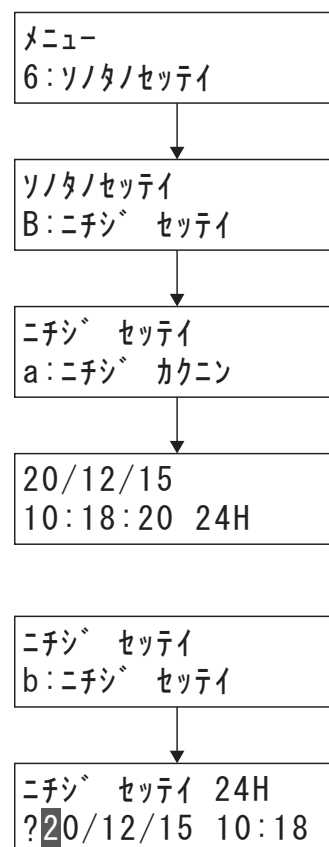 メニュー
6:ソノタノセッテイ
ソノタノセッテイ
B:ニチジ゛ セッテイ
ニチジ゛ セッテイ
a:ニチジ゛ カクニン
20/12/15
10:18:20 24H
ニチジ゛ セッテイ
b:ニチジ゛ セッテイ
ニチジ゛ セッテイ 24H
?20/12/15 10:18